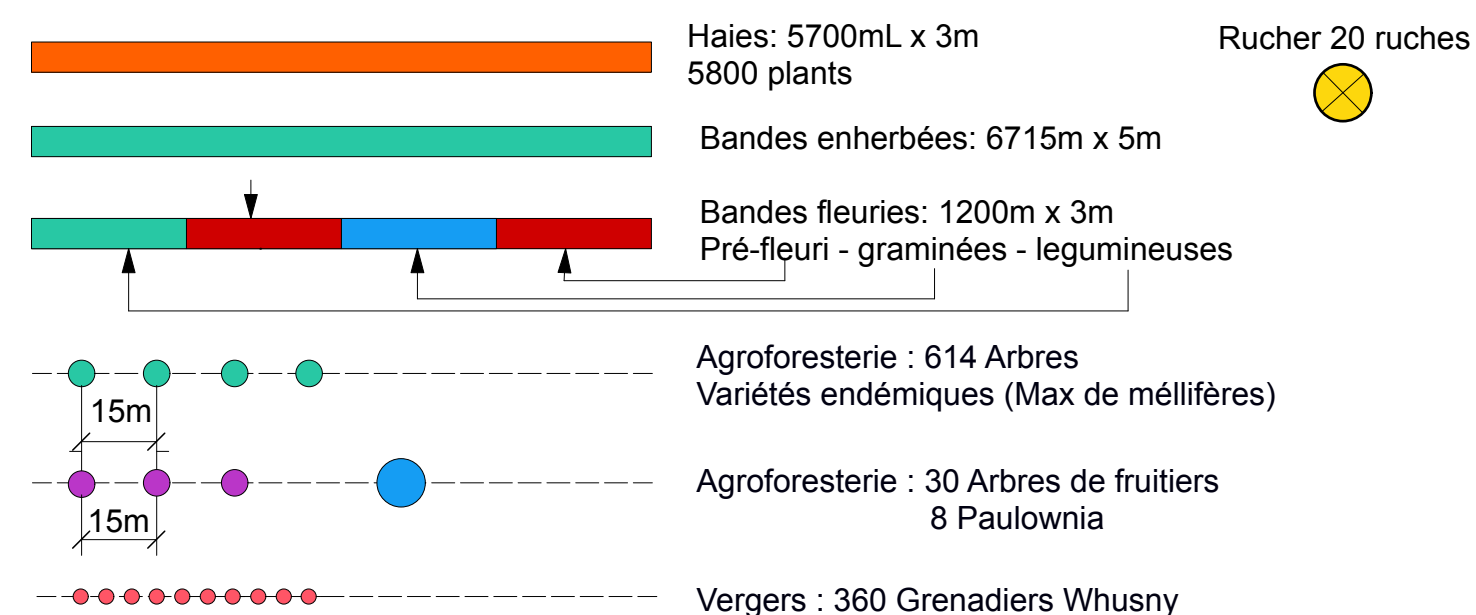 Haies: 5700mL x 3m
5800 plants
Rucher 20 ruches
Bandes enherbées: 6715m x 5m
Bandes fleuries: 1200m x 3m
Pré-fleuri - graminées - legumineuses
Agroforesterie : 614 Arbres
Variétés endémiques (Max deméllifères)
15m
Agroforesterie : 30 Arbres de fruitiers
8 Paulownia
15m
Vergers : 360 Grenadiers Whusny